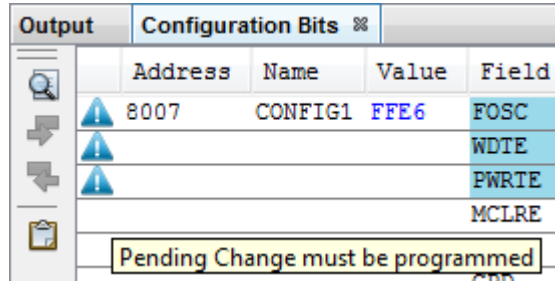 Output Configuration Bits
Address Name Value Field
8007 CONFIG1 FFE6 FOSC
WDTE
PWRTE
MCLRE
Pending Change must be programmed